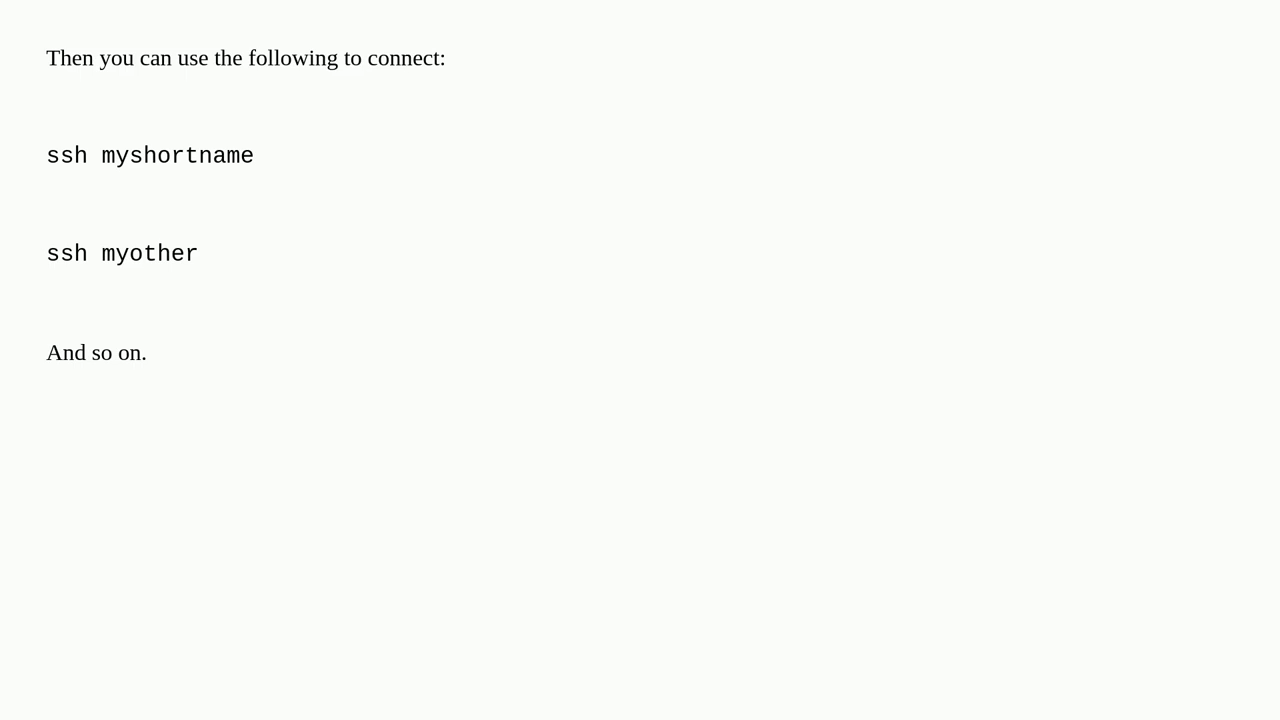 Then you can use the following to connect:
ssh myshortname
ssh myother
And so on.